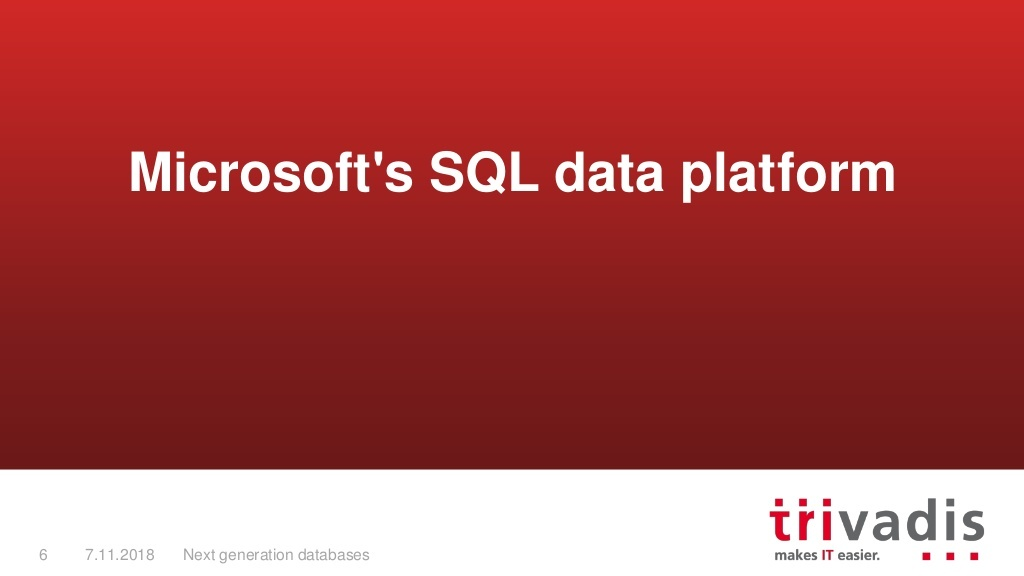 Microsoft's SQL data platform
trivadis
makes IT easier.
6 7.11.2018 Next generation databases